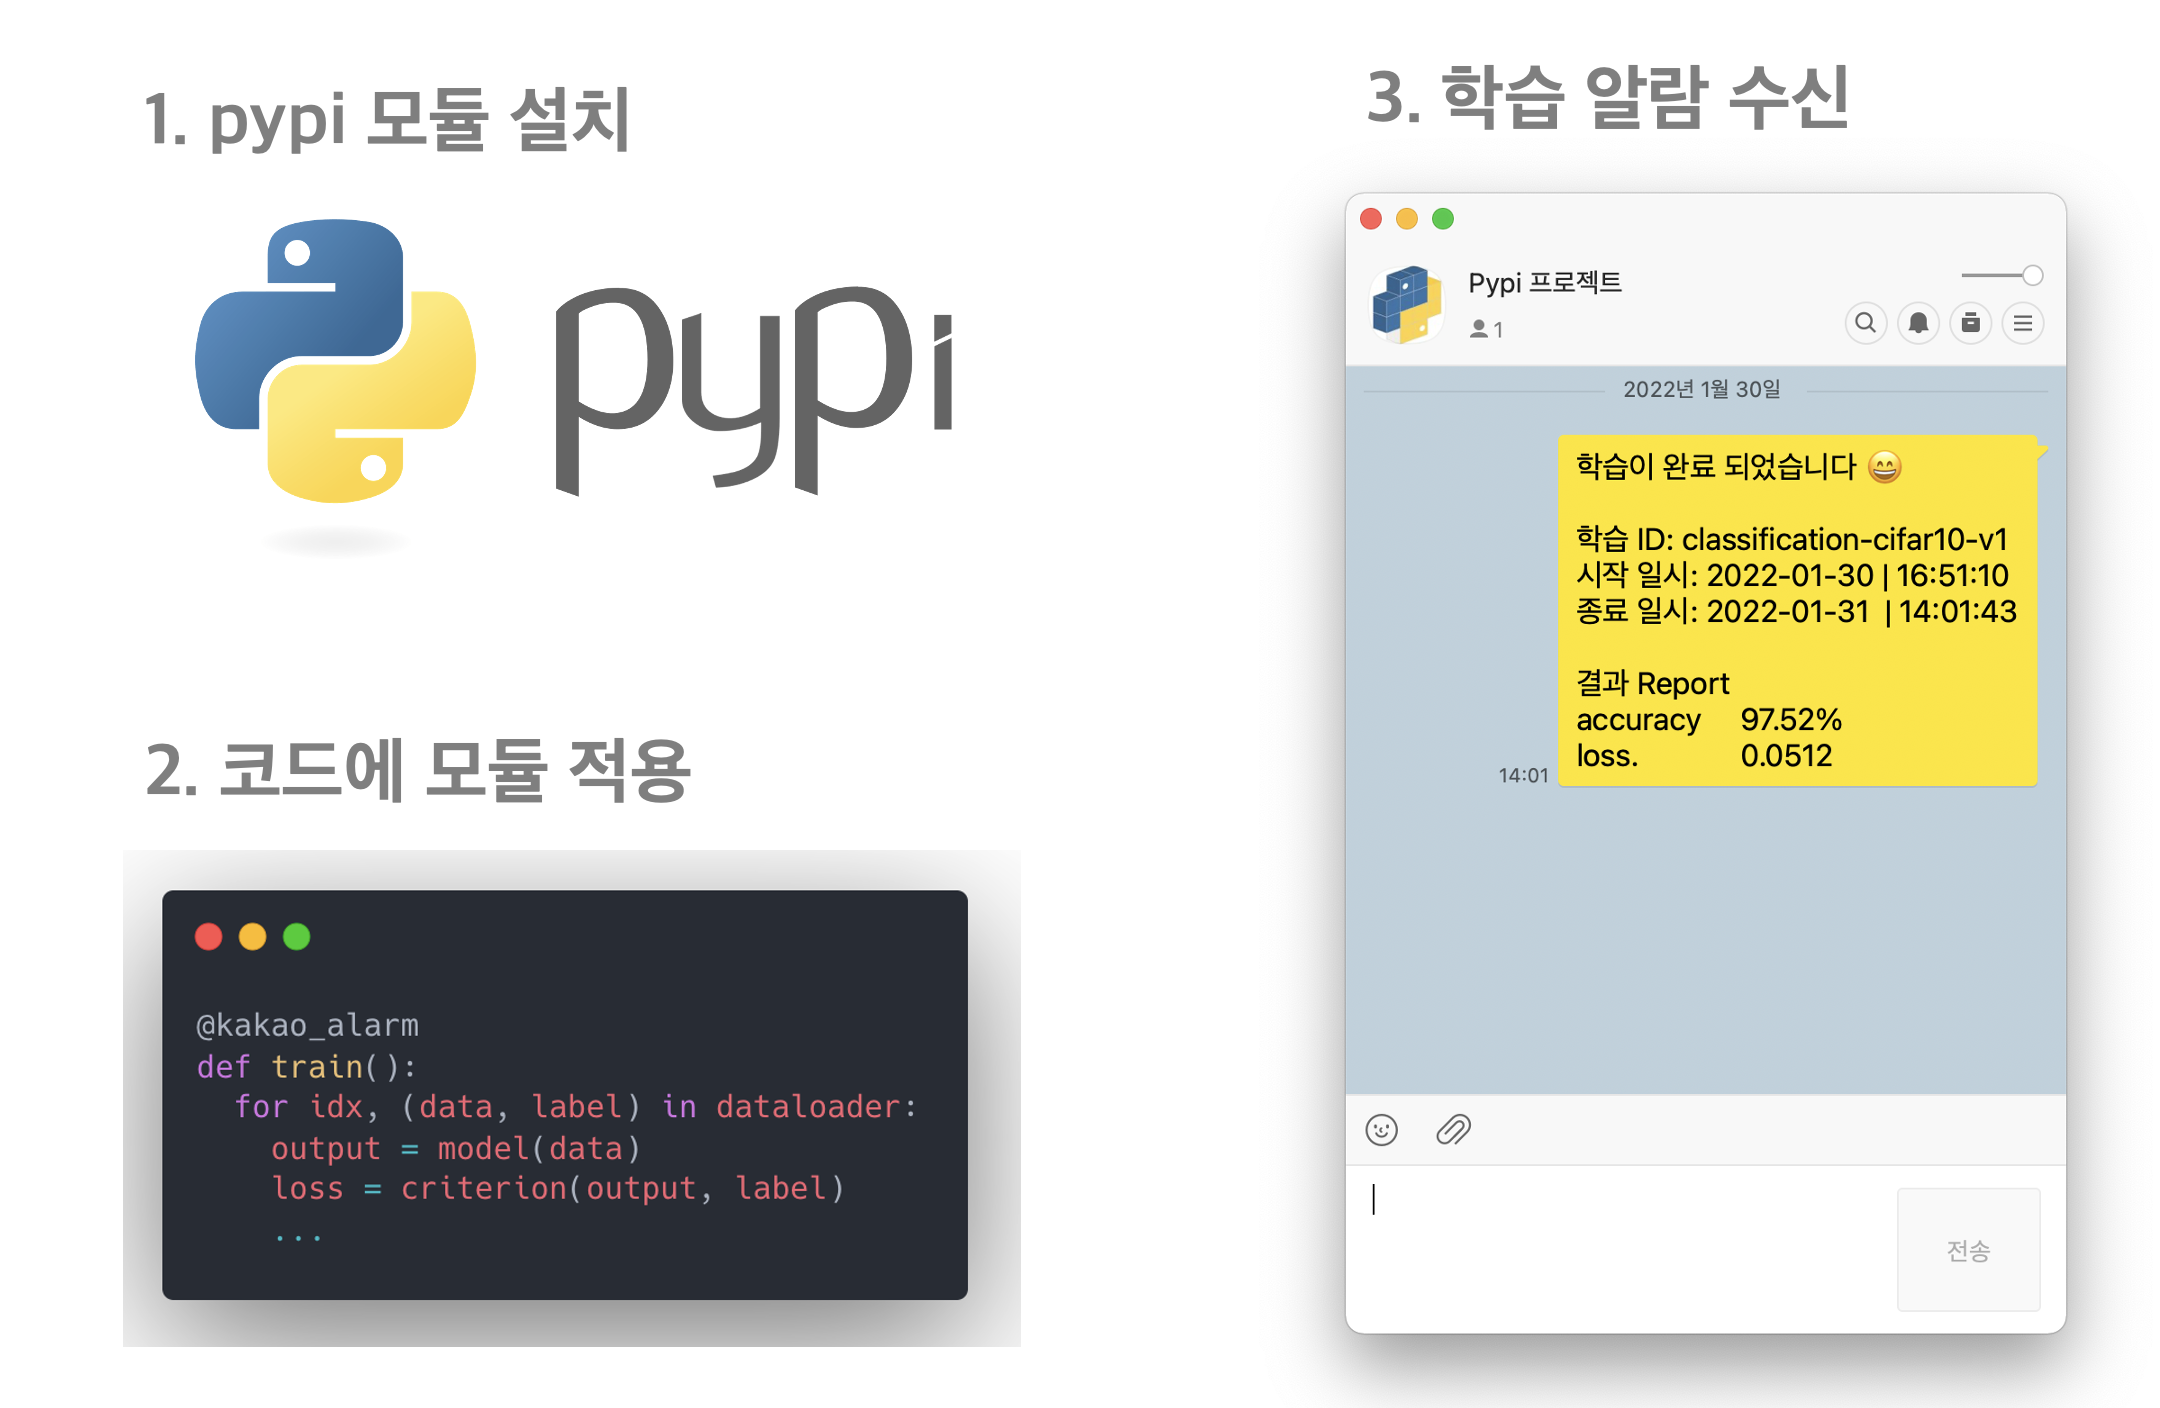 1. pypi 모듈 설치
pypi
2. 코드에 모듈 적용
@kakao_alarm
def train():
  for idx, (data, label) in dataloader:
    output = model(data)
    loss = criterion(output, label)
    ...
3. 학습 알람 수신
Pypi 프로젝트
1
2022년 1월 30일
학습이 완료 되었습니다 😄
학습 ID: classification-cifar10-v1
시작 일시: 2022-01-30 | 16:51:10
종료 일시: 2022-01-31 | 14:01:43
결과 Report
accuracy 97.52%
loss. 0.0512
14:01
전송